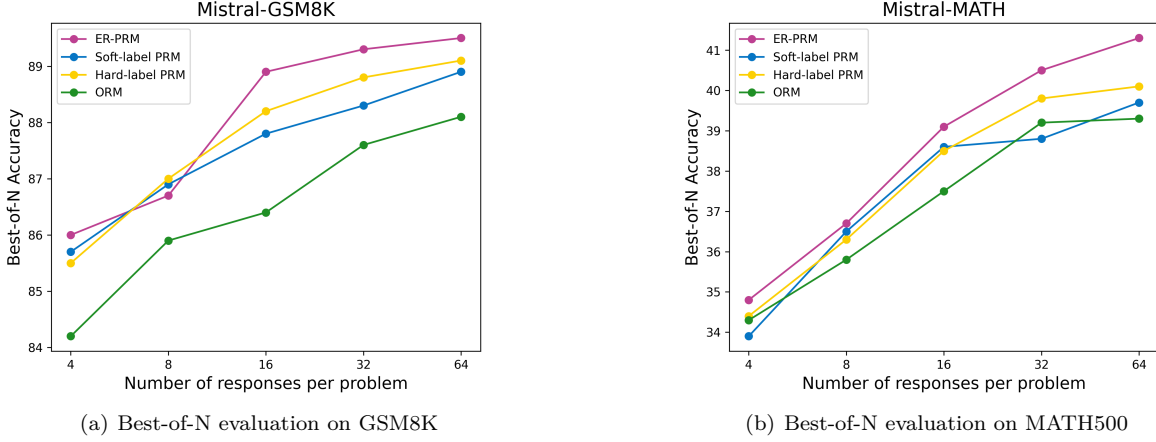 Mistral-GSM8K
ER-PRM
Soft-label PRM
Hard-label PRM
ORM
Best-of-N Accuracy
89
88
87
86
85
84
4 8 16 32 64
Number of responses per problem
(a) Best-of-N evaluation on GSM8K
Mistral-MATH
ER-PRM
Soft-label PRM
Hard-label PRM
ORM
Best-of-N Accuracy
41
40
39
38
37
36
35
34
4 8 16 32 64
Number of responses per problem
(b) Best-of-N evaluation on MATH500